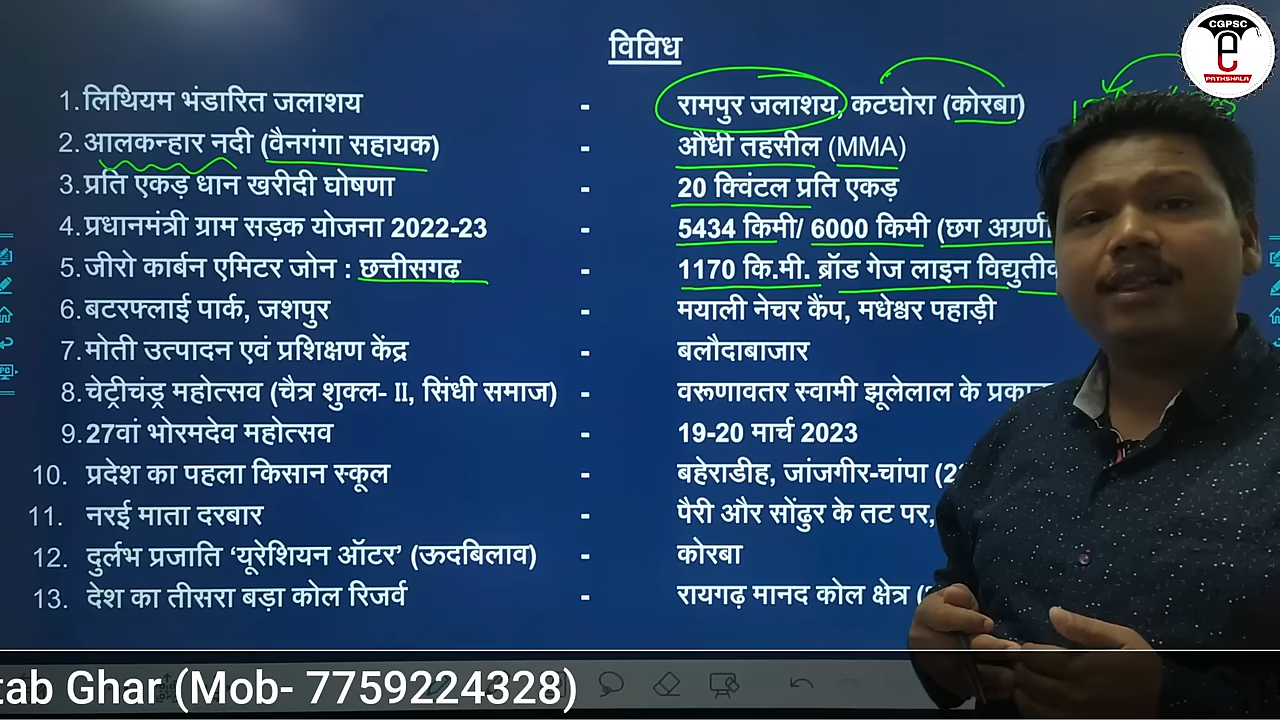 विविध
CGPSC
e
PATHSHALA
1. लिथियम भंडारित जलाशय - रामपुर जलाशय, कटघोरा (कोरबा)
2. आलकन्हार नदी (वैनगंगा सहायक) - औधी तहसील (MMA)
3. प्रति एकड़ धान खरीदी घोषणा - 20 क्विंटल प्रति एकड़
4. प्रधानमंत्री ग्राम सड़क योजना 2022-23 - 5434 किमी/ 6000 किमी (छग अग्रणी
5. जीरो कार्बन एमिटर जोन : छत्तीसगढ़ - 1170 कि.मी. ब्रॉड गेज लाइन
6. बटरफ्लाई पार्क, जशपुर - मयाली नेचर कैंप, मधेश्वर पहाड़ी
7. मोती उत्पादन एवं प्रशिक्षण केंद्र - बलौदाबाजार
8. चेट्रीचंड्र महोत्सव (चैत्र शुक्ल- II, सिंधी समाज) - वरूणावतर स्वामी झूलेलाल के
9. 27वां भोरमदेव महोत्सव - 19-20 मार्च 2023
10. प्रदेश का पहला किसान स्कूल - बहेराडीह, जांजगीर-चांपा
11. नरई माता दरबार - पैरी और सोंढुर के तट पर,
12. दुर्लभ प्रजाति ‘यूरेशियन ऑटर’ (ऊदबिलाव) - कोरबा
13. देश का तीसरा बड़ा कोल रिजर्व - रायगढ़ मानद कोल क्षेत्र
Ghar (Mob- 7759224328)